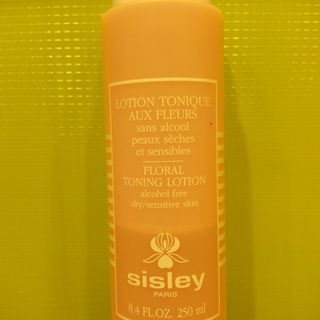 LOTION TONIQUE
AUX FLEURS
sans alcool
peaux sèches
et sensibles
FLORAL
TONING LOTION
alcohol free
dry/sensitive skin
sisley
PARIS
8.4 FL.OZ. 250 ml